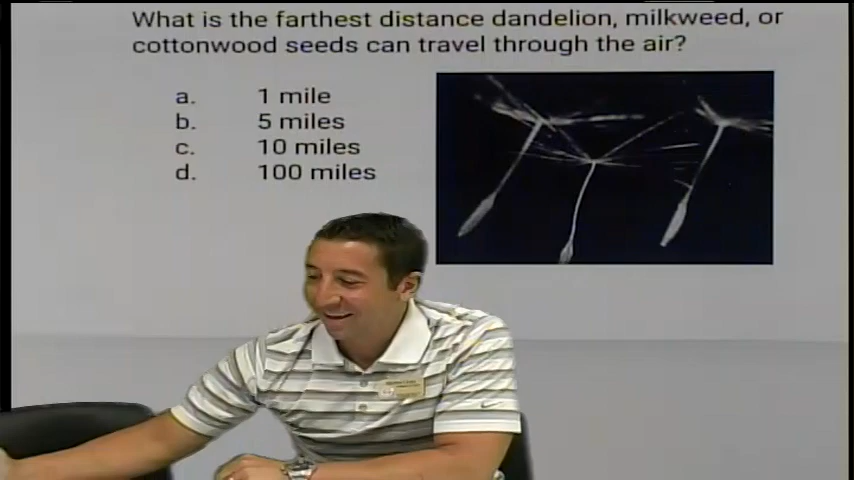 What is the farthest distance dandelion, milkweed, or
cottonwood seeds can travel through the air?
a. 1 mile
b. 5 miles
c. 10 miles
d. 100 miles